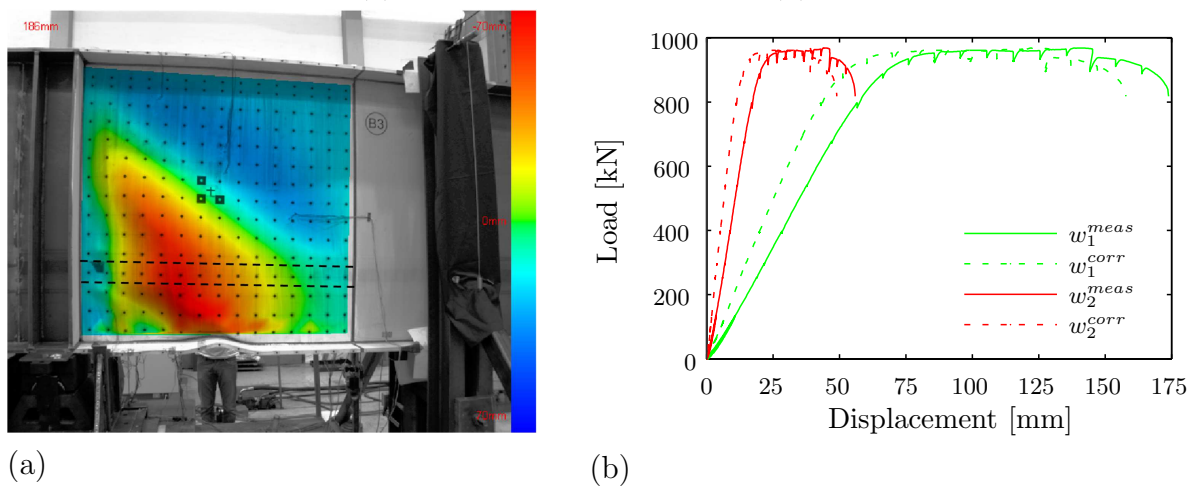 186mm
-70mm
B3
0mm
(a)
1000
800
600
400
200
0
Load [kN]
w_1^{meas}
w_1^{corr}
w_2^{meas}
w_2^{corr}
0 25 50 75 100 125 150 175
Displacement [mm]
(b)